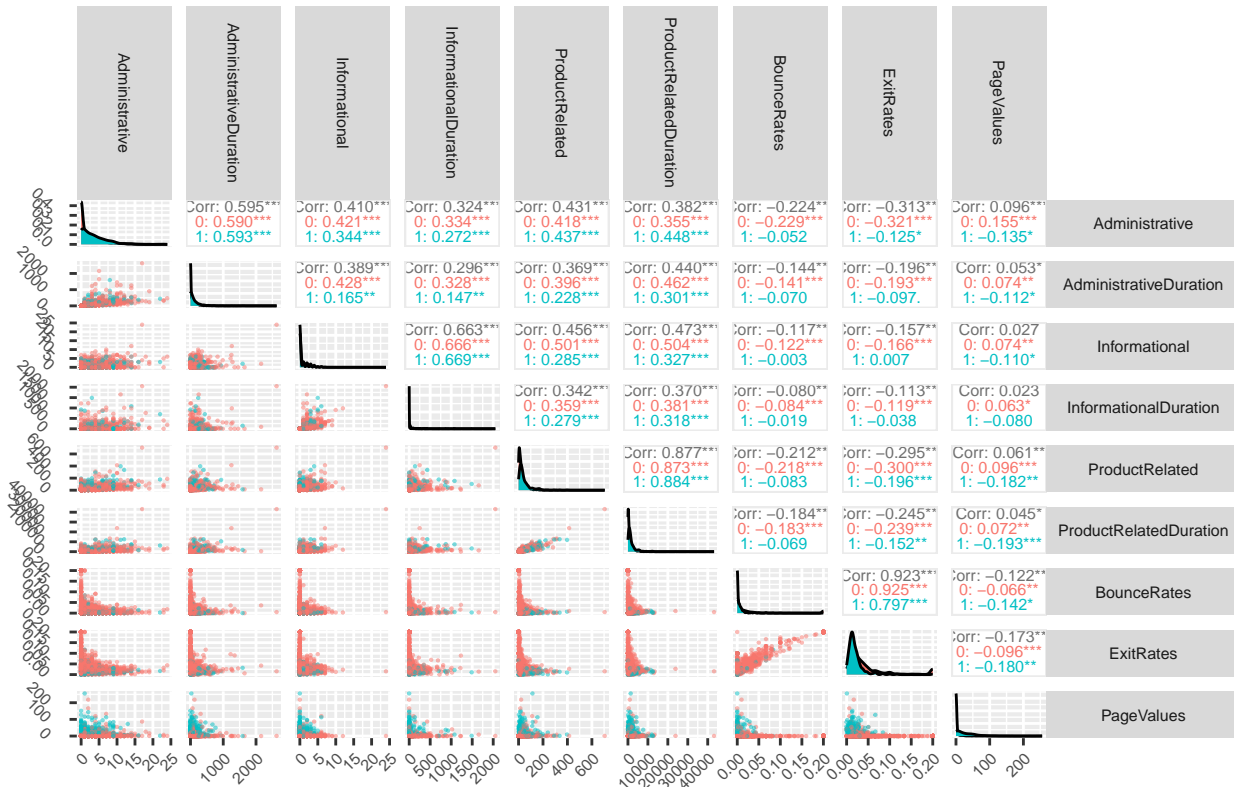 Administrative
AdministrativeDuration
Informational
InformationalDuration
ProductRelated
ProductRelatedDuration
BounceRates
ExitRates
PageValues
Corr: 0.595**
0: 0.590***
1: 0.593***
Corr: 0.410**
0: 0.421***
1: 0.344***
Corr: 0.324**
0: 0.334***
1: 0.272***
Corr: 0.431**
0: 0.418***
1: 0.437***
Corr: 0.382**
0: 0.355***
1: 0.448***
Corr: −0.224**
0: −0.229***
1: −0.052
Corr: −0.313**
0: −0.321***
1: −0.125*
Corr: 0.096***
0: 0.155***
1: −0.135*
Administrative
Corr: 0.389**
0: 0.428***
1: 0.165**
Corr: 0.296**
0: 0.328***
1: 0.147**
Corr: 0.369**
0: 0.396***
1: 0.228***
Corr: 0.440**
0: 0.462***
1: 0.301***
Corr: −0.144**
0: −0.141***
1: −0.070
Corr: −0.196**
0: −0.193***
1: −0.097.
Corr: 0.053*
0: 0.074**
1: −0.112*
AdministrativeDuration
Corr: 0.663**
0: 0.666***
1: 0.669***
Corr: 0.456**
0: 0.501***
1: 0.285***
Corr: 0.473**
0: 0.504***
1: 0.327***
Corr: −0.117**
0: −0.122***
1: −0.003
Corr: −0.157**
0: −0.166***
1: 0.007
Corr: 0.027
0: 0.074**
1: −0.110*
Informational
Corr: 0.342**
0: 0.359***
1: 0.279***
Corr: 0.370**
0: 0.381***
1: 0.318***
Corr: −0.080**
0: −0.084***
1: −0.019
Corr: −0.113**
0: −0.119***
1: −0.038
Corr: 0.023
0: 0.063*
1: −0.080
InformationalDuration
Corr: 0.877**
0: 0.873***
1: 0.884***
Corr: −0.212**
0: −0.218***
1: −0.083
Corr: −0.295**
0: −0.300***
1: −0.196***
Corr: 0.061**
0: 0.096***
1: −0.182**
ProductRelated
Corr: −0.184**
0: −0.183***
1: −0.069
Corr: −0.245**
0: −0.239***
1: −0.152**
Corr: 0.045*
0: 0.072**
1: −0.193***
ProductRelatedDuration
Corr: 0.923**
0: 0.925***
1: 0.797***
Corr: −0.122**
0: −0.066**
1: −0.142*
BounceRates
Corr: −0.173**
0: −0.096***
1: −0.180**
ExitRates
200
100
0
PageValues
0 5 10 15 20 25
0 1000 2000
0 5 10 15 20 25
0 500 1000 1500 2000
0 200 400 600
0 10000 20000 30000 40000
0.00 0.05 0.10 0.15 0.20
0.00 0.05 0.10 0.15 0.20
0 100 200